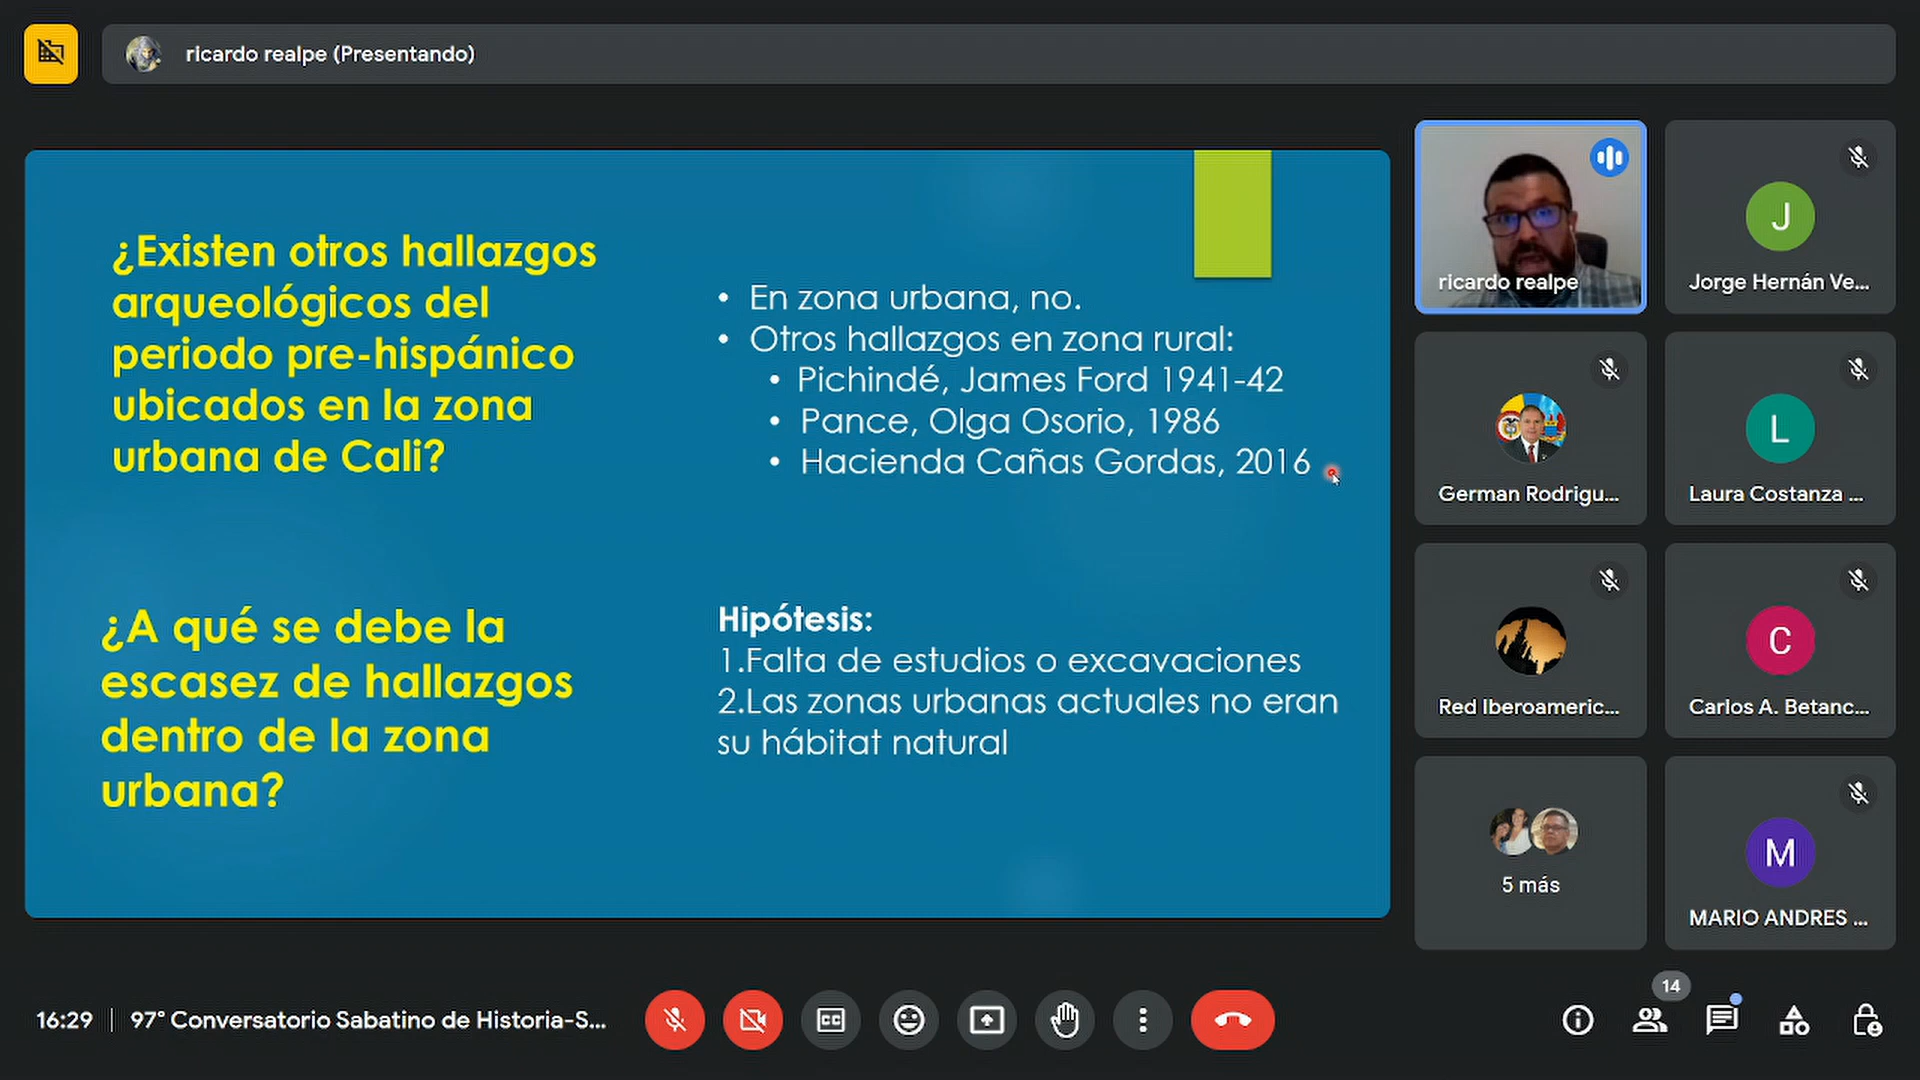 ricardo realpe (Presentando)
¿Existen otros hallazgos
arqueológicos del
periodo pre-hispánico
ubicados en la zona
urbana de Cali?
• En zona urbana, no.
• Otros hallazgos en zona rural:
• Pichindé, James Ford 1941-42
• Pance, Olga Osorio, 1986
• Hacienda Cañas Gordas, 2016
¿A qué se debe la
escasez de hallazgos
dentro de la zona
urbana?
Hipótesis:
1.Falta de estudios o excavaciones
2.Las zonas urbanas actuales no eran
su hábitat natural
ricardo realpe
J
Jorge Hernán Ve...
German Rodrigu...
L
Laura Costanza ...
Red Iberoameric...
C
Carlos A. Betanc...
5 más
M
MARIO ANDRES ...
16:29 | 97° Conversatorio Sabatino de Historia-S...
CC
14